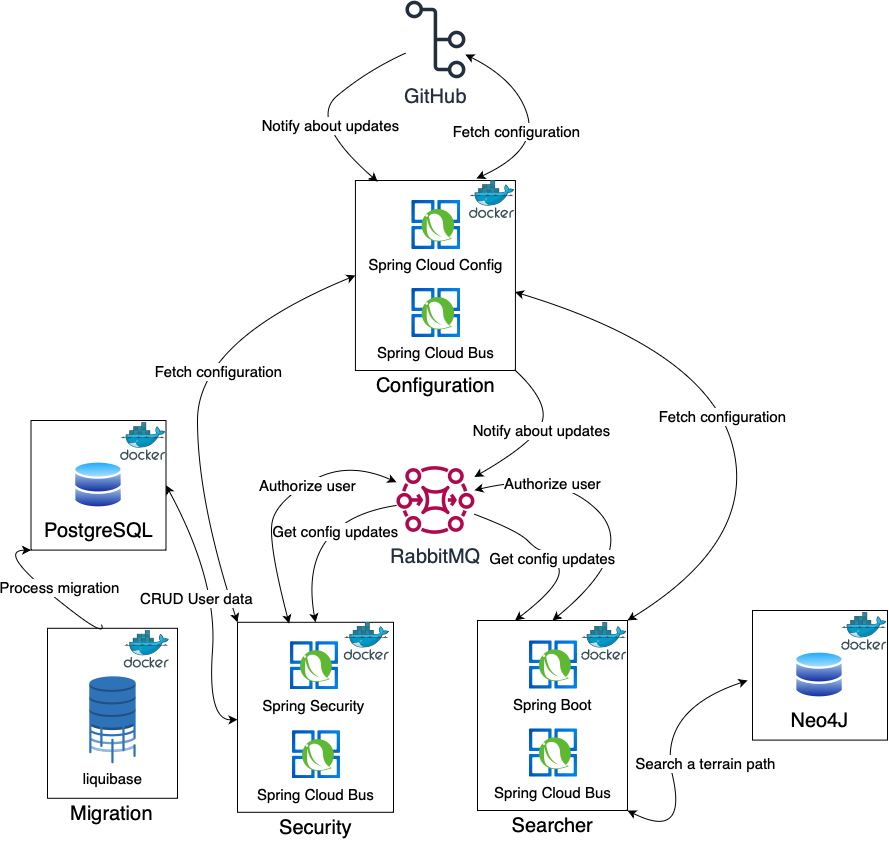 GitHub
Notify about updates
Fetch configuration
docker
Spring Cloud Config
Spring Cloud Bus
Configuration
Fetch configuration
Fetch configuration
Notify about updates
docker
PostgreSQL
Authorize user
Authorize user
Get config updates
RabbitMQ
Get config updates
Process migration
CRUD User data
docker
liquibase
Migration
docker
Spring Security
Spring Cloud Bus
Security
docker
Spring Boot
Spring Cloud Bus
Searcher
docker
Neo4J
Search a terrain path